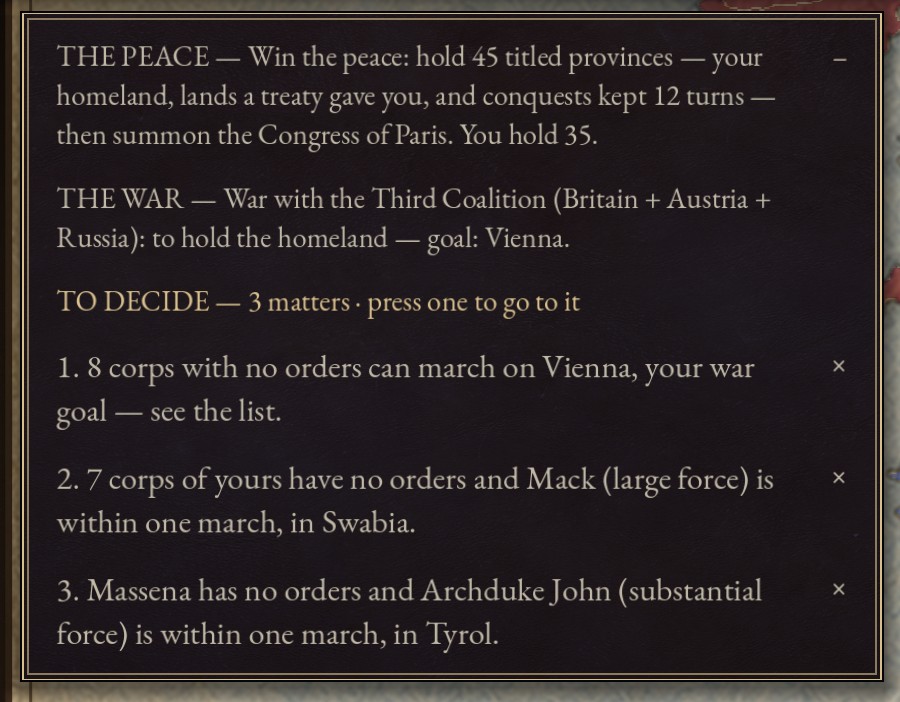 THE PEACE — Win the peace: hold 45 titled provinces — your –
homeland, lands a treaty gave you, and conquests kept 12 turns —
then summon the Congress of Paris. You hold 35.
THE WAR — War with the Third Coalition (Britain + Austria +
Russia): to hold the homeland — goal: Vienna.
TO DECIDE — 3 matters · press one to go to it
1. 8 corps with no orders can march on Vienna, your war ×
goal — see the list.
2. 7 corps of yours have no orders and Mack (large force) is ×
within one march, in Swabia.
3. Massena has no orders and Archduke John (substantial ×
force) is within one march, in Tyrol.